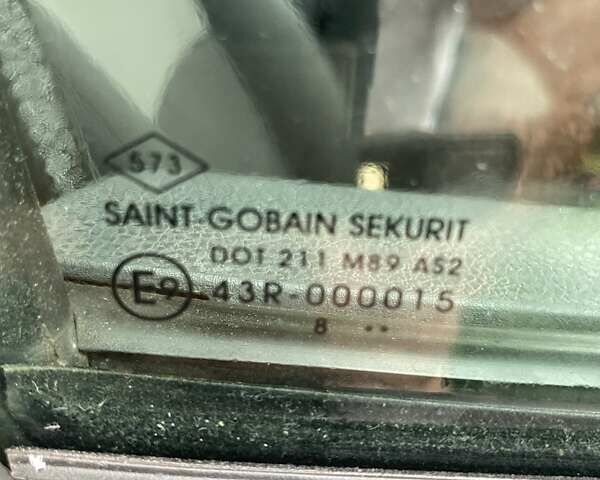 573
SAINT-GOBAIN SEKURIT
DOT 211 M89 AS2
E9 43R-000015
8 ..